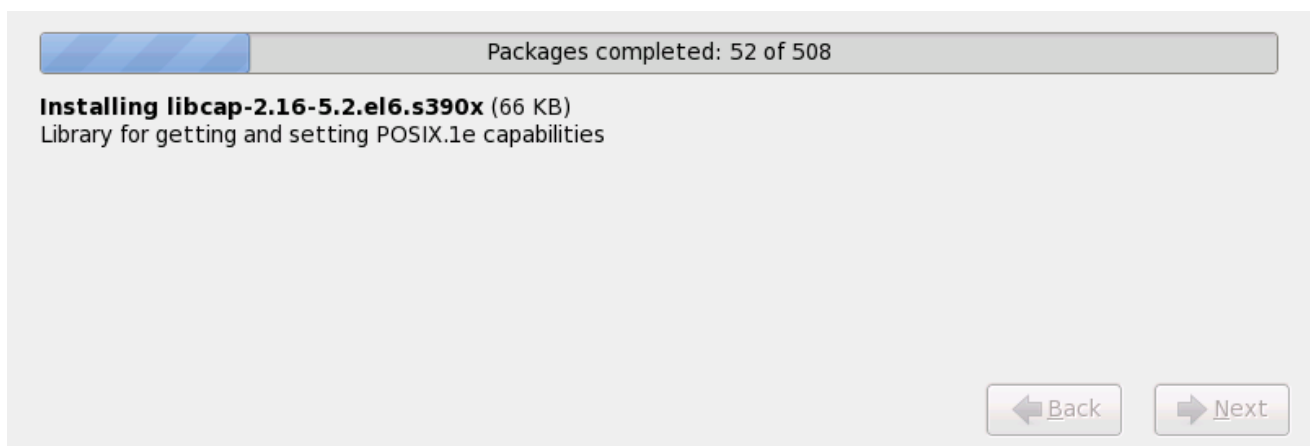 Packages completed: 52 of 508
Installing libcap-2.16-5.2.el6.s390x (66 KB)
Library for getting and setting POSIX.1e capabilities
Back
Next